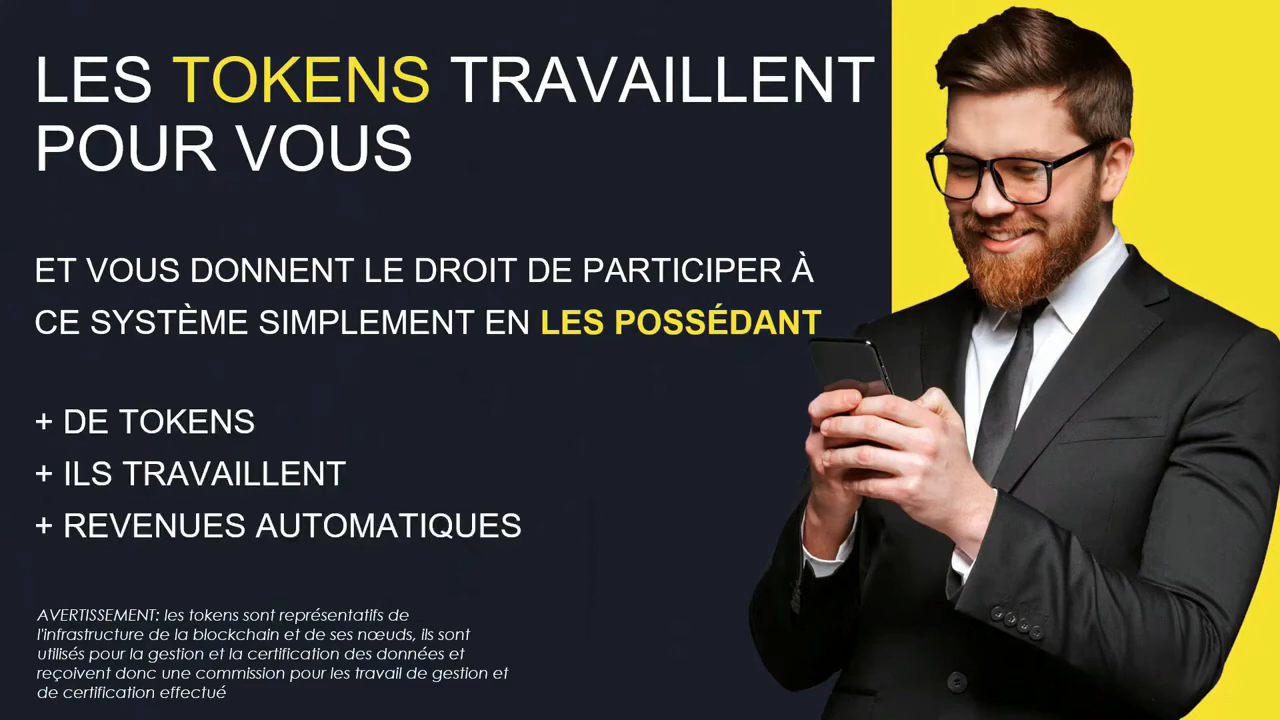 LES TOKENS TRAVAILLENT
POUR VOUS
ET VOUS DONNENT LE DROIT DE PARTICIPER À
CE SYSTÈME SIMPLEMENT EN LES POSSÉDANT
+ DE TOKENS
+ ILS TRAVAILLENT
+ REVENUES AUTOMATIQUES
AVERTISSEMENT: les tokens sont représentatifs de
l'infrastructure de la blockchain et de ses nœuds, ils sont
utilisés pour la gestion et la certification des données et
reçoivent donc une commission pour les travail de gestion et
de certification effectué